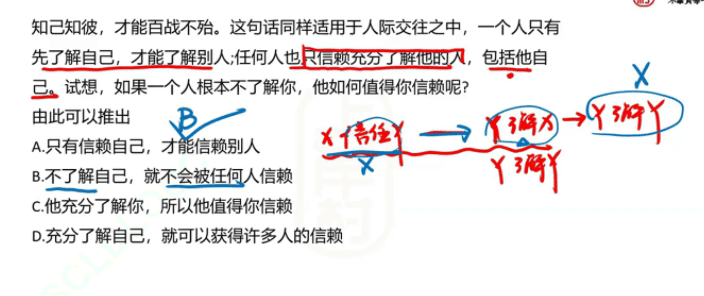 知己知彼，才能百战不殆。这句话同样适用于人际交往之中，一个人只有
先了解自己，才能了解别人;任何人也只信赖充分了解他的人，包括他自
己。试想，如果一个人根本不了解你，他如何值得你信赖呢?
由此可以推出
B
A.只有信赖自己，才能信赖别人
B.不了解自己，就不会被任何人信赖
C.他充分了解你，所以他值得你信赖
D.充分了解自己，就可以获得许多人的信赖
X
X信任Y → Y了解X → Y了解Y
X
Y了解Y